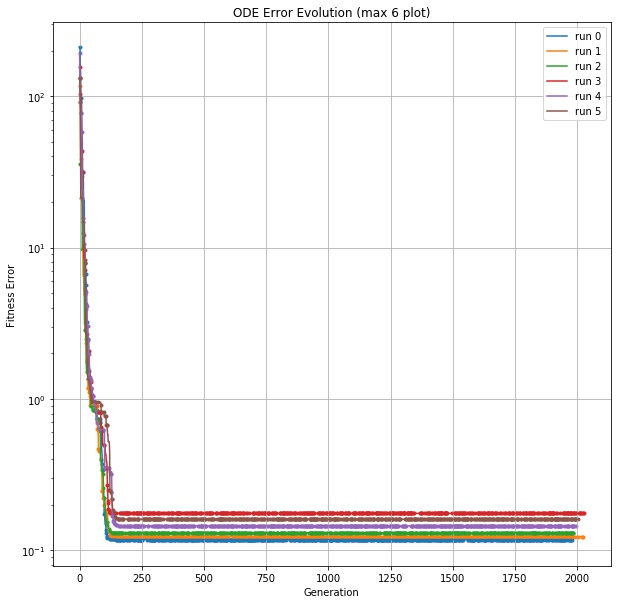 ODE Error Evolution (max 6 plot)
run 0
run 1
run 2
run 3
run 4
run 5
10²
10¹
10⁰
10⁻¹
Fitness Error
0 250 500 750 1000 1250 1500 1750 2000
Generation